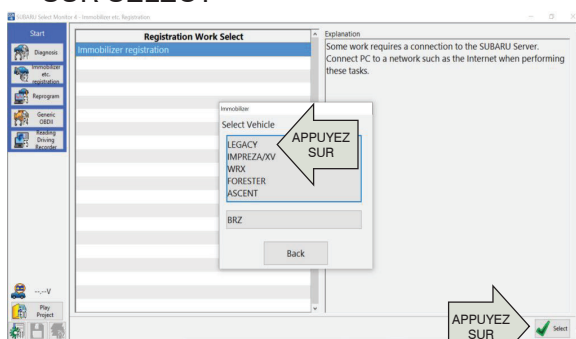 SUR SELECT
SUBARU Select Monitor 4 - Immobilizer etc. Registration
Start
Diagnosis
Immobilizer
etc.
registration
Reprogram
Generic
OBDII
Reading
Driving
Recorder
--.--V
Play
Project
Registration Work Select
Immobilizer registration
Immobilizer
Select Vehicle
LEGACY
IMPREZA/XV
WRX
FORESTER
ASCENT
BRZ
Back
APPUYEZ
SUR
Explanation
Some work requires a connection to the SUBARU Server.
Connect PC to a network such as the Internet when performing
these tasks.
APPUYEZ
SUR
Select